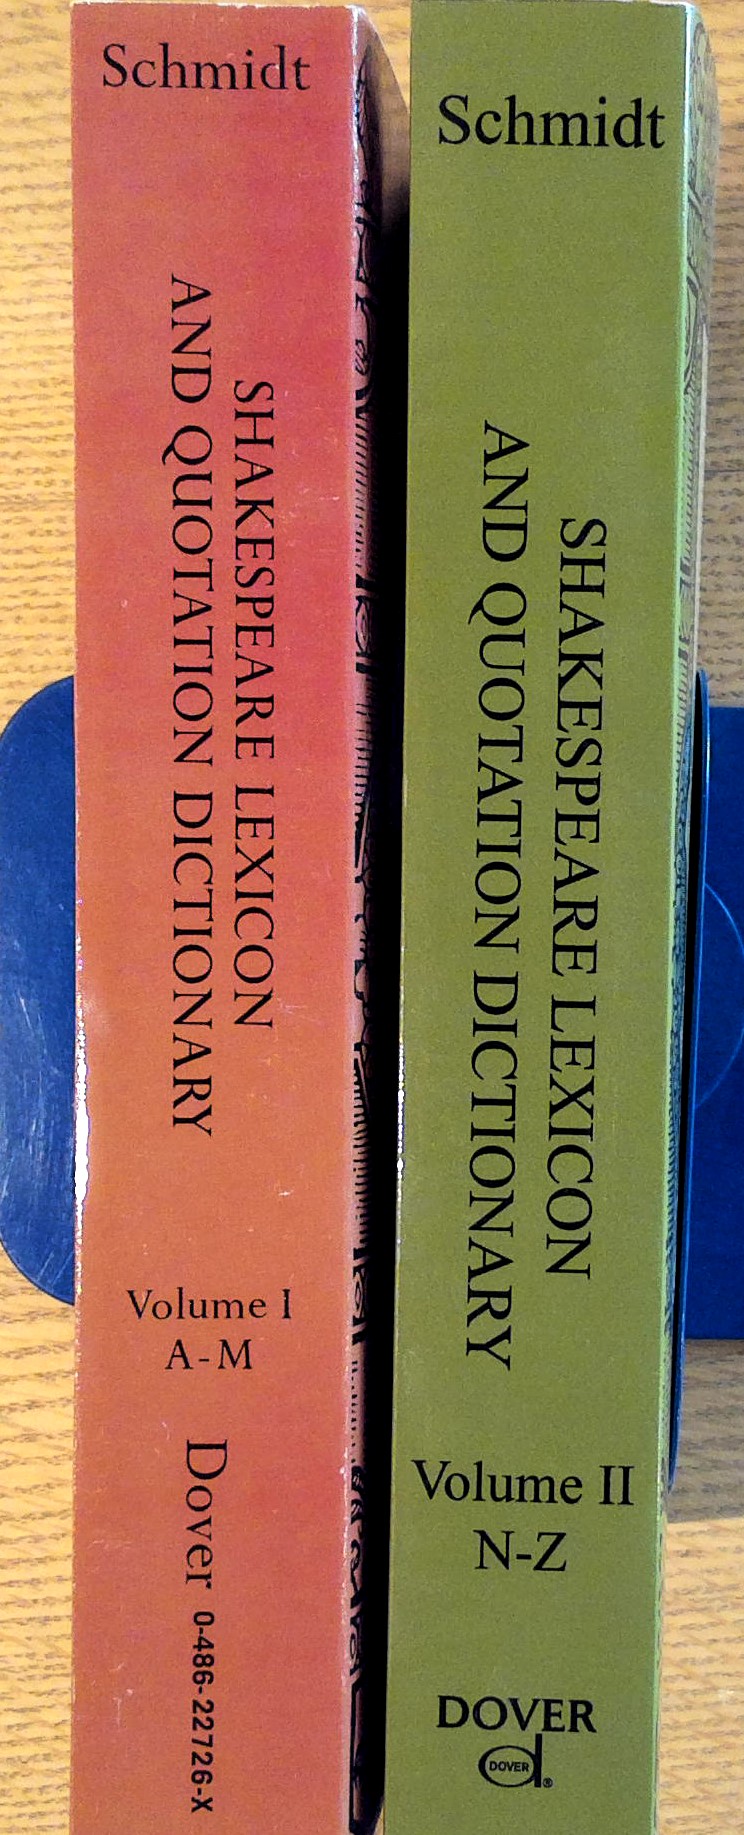 Schmidt
SHAKESPEARE LEXICON
AND QUOTATION DICTIONARY
Volume I
A-M
Dover 0-486-22726-X
Schmidt
SHAKESPEARE LEXICON
AND QUOTATION DICTIONARY
Volume II
N-Z
DOVER
DOVER
d®